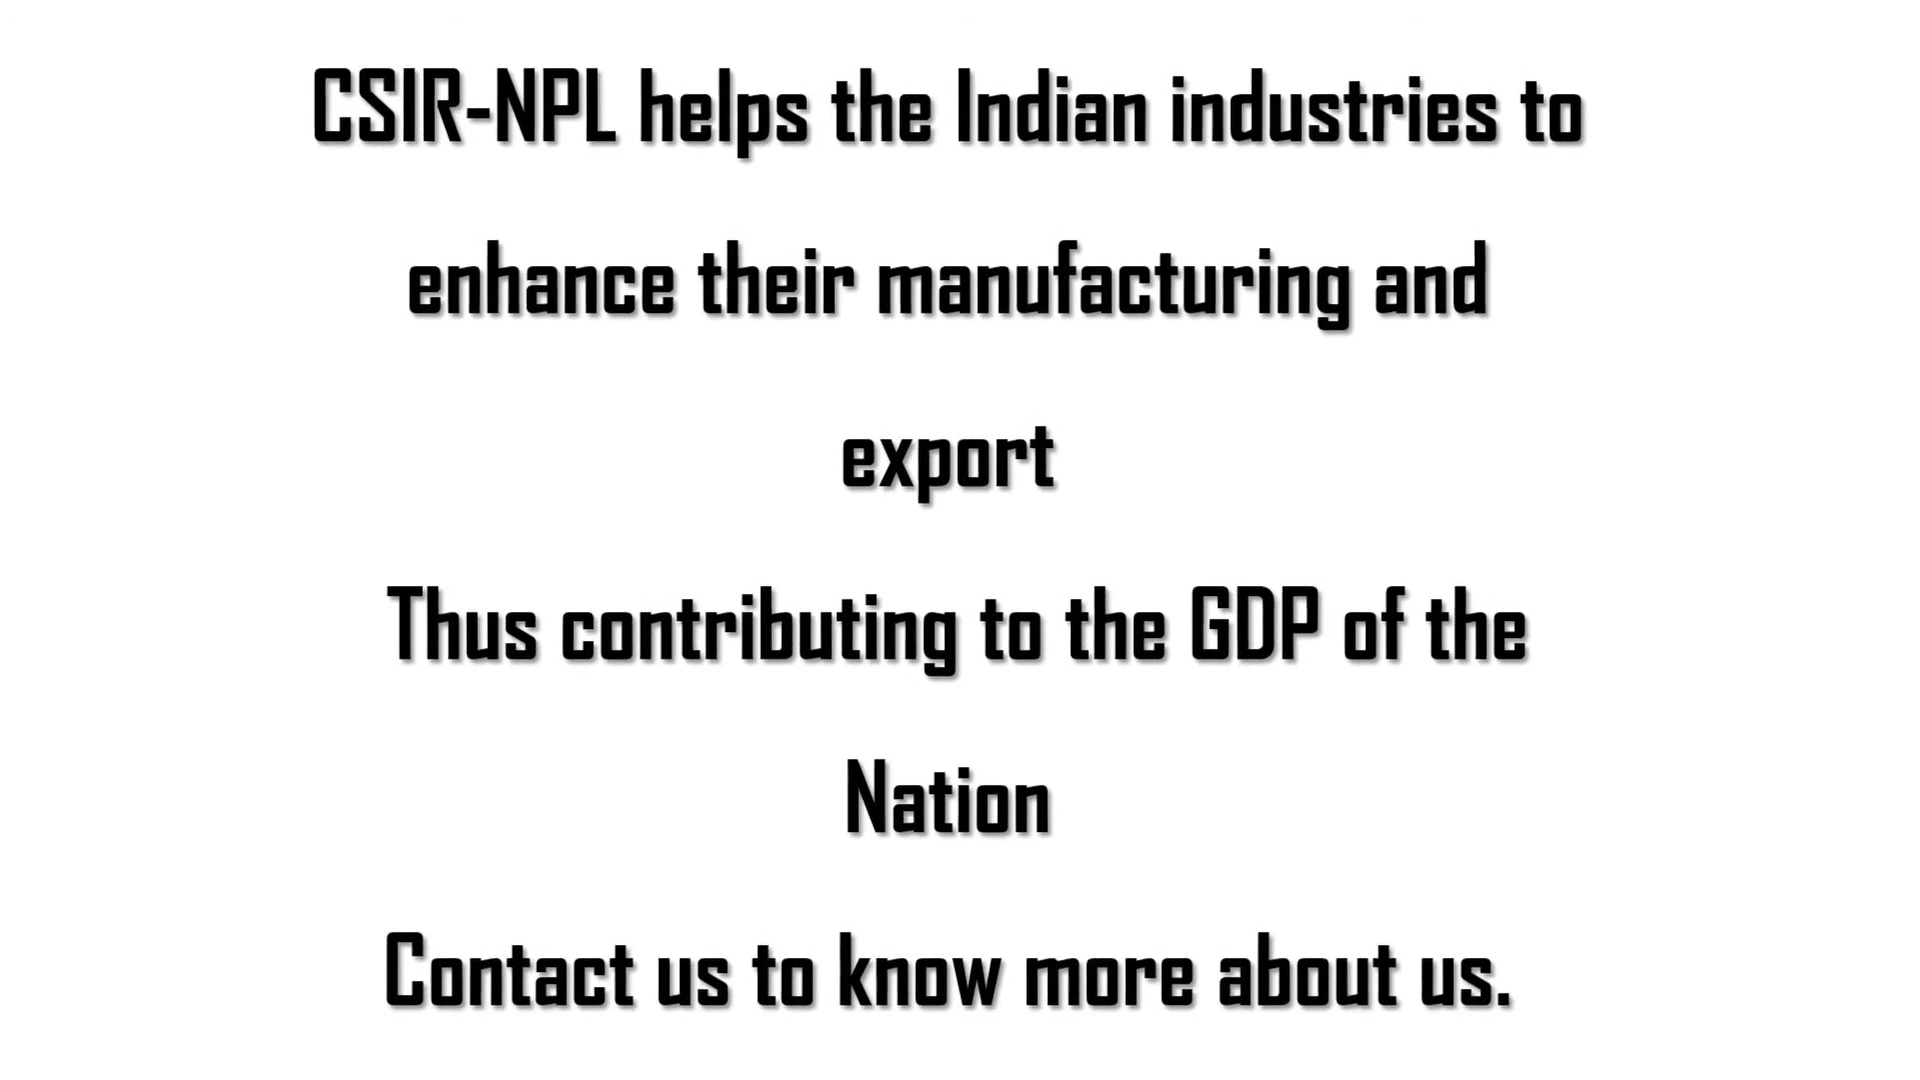 CSIR-NPL helps the Indian industries to
enhance their manufacturing and
export
Thus contributing to the GDP of the
Nation
Contact us to know more about us.